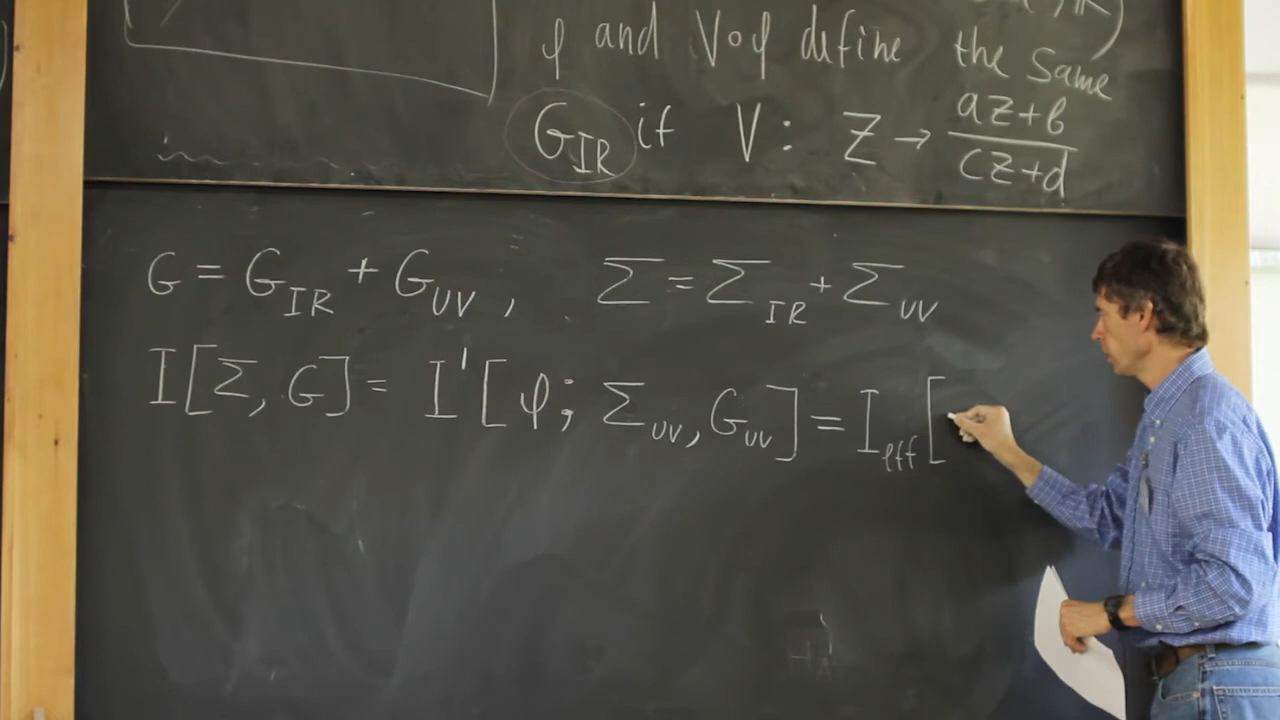 φ and V∘φ define the same
G_IR if V: z → (az+b)/(cz+d)
G = G_IR + G_UV, Σ = Σ_IR + Σ_UV
I[Σ, G] = I'[φ; Σ_UV, G_UV] = I_eff [